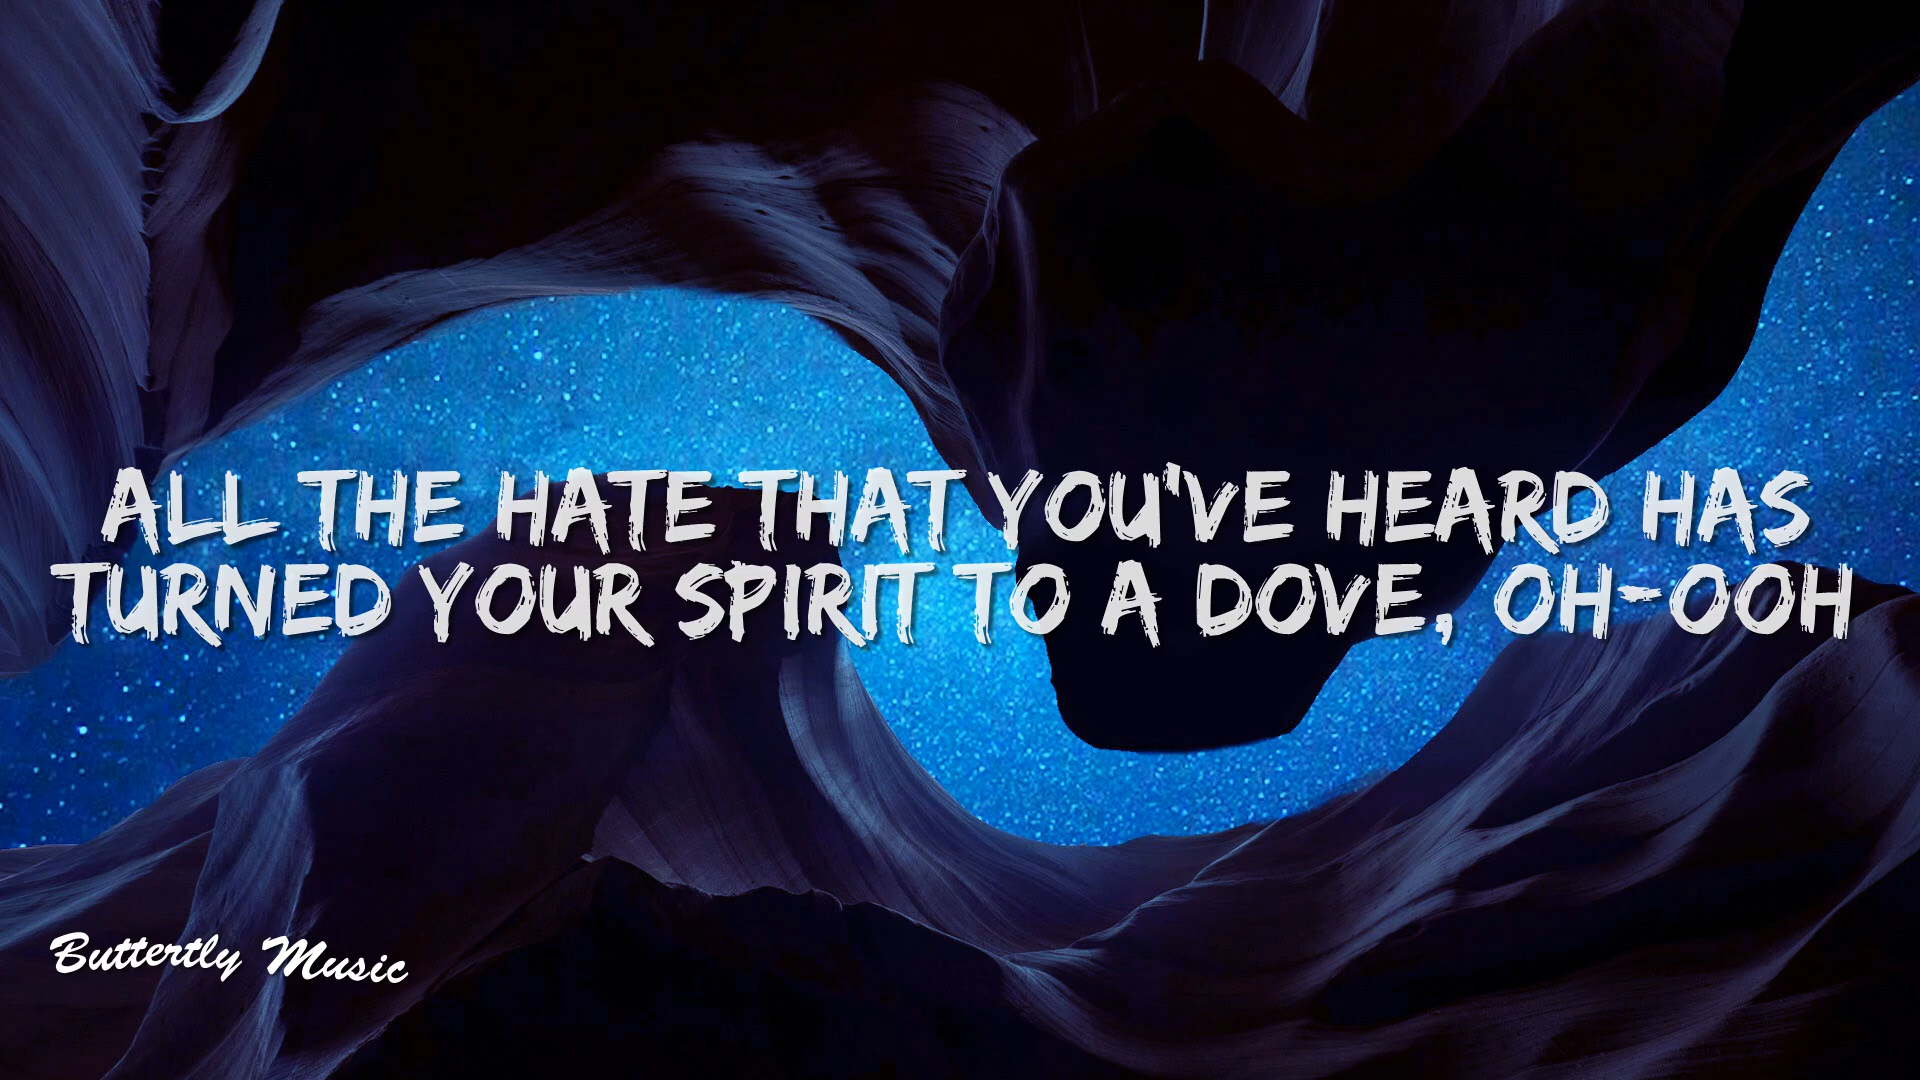 ALL THE HATE THAT YOU'VE HEARD HAS
TURNED YOUR SPIRIT TO A DOVE, OH-OOH
Buttertly Music